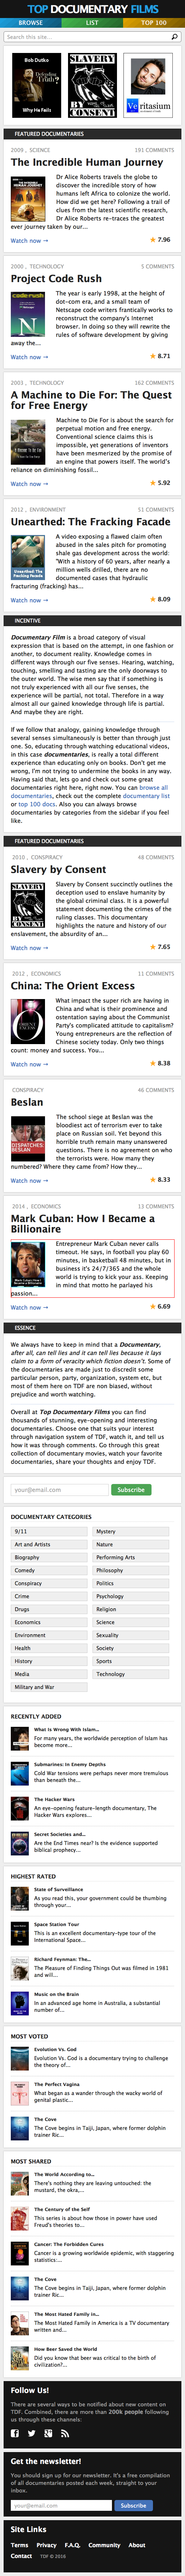 TOP DOCUMENTARY FILMS
BROWSE LIST TOP 100
Search this site...
Bob Dutko
Defending Truth?
Why He Fails
SLAVERY BY CONSENT
Veritasium
FEATURED DOCUMENTARIES
2009 , SCIENCE 191 COMMENTS
The Incredible Human Journey
Dr Alice Roberts travels the globe to
discover the incredible story of how
humans left Africa to colonise the world.
How did we get here? Following a trail of
clues from the latest scientific research,
Dr Alice Roberts re-traces the greatest
ever journey taken by our...
Watch now → 7.96
2000 , TECHNOLOGY 5 COMMENTS
Project Code Rush
The year is early 1998, at the height of
dot-com era, and a small team of
Netscape code writers frantically works to
reconstruct the company's Internet
browser. In doing so they will rewrite the
rules of software development by giving
away the...
Watch now → 8.71
2003 , TECHNOLOGY 162 COMMENTS
A Machine to Die For: The Quest
for Free Energy
Machine to Die For is about the search for
perpetual motion and free energy.
Conventional science claims this is
impossible, yet generations of inventors
have been mesmerized by the promise of
an engine that powers itself. The world's
reliance on diminishing fossil...
Watch now → 5.92
2012 , ENVIRONMENT 51 COMMENTS
Unearthed: The Fracking Facade
A video exposing a flawed claim often
abused in the sales pitch for promoting
shale gas development across the world:
"With a history of 60 years, after nearly a
million wells drilled, there are no
documented cases that hydraulic
fracturing (fracking) has...
Watch now → 8.09
INCENTIVE
Documentary Film is a broad category of visual
expression that is based on the attempt, in one fashion or
another, to document reality. Knowledge comes in
different ways through our five senses. Hearing, watching,
touching, smelling and tasting are the only doorways to
the outer world. The wise men say that if something is
not truly experienced with all our five senses, the
experience will be partial, not total. Therefore in a way
almost all our gained knowledge through life is partial.
And maybe they are right.
If we follow that analogy, gaining knowledge trough
several senses simultaneously is better than through just
one. So, educating through watching educational videos,
in this case documentaries, is really a total different
experience than educating only on books. Don't get me
wrong, I'm not trying to undermine the books in any way.
Having said that, lets go and check out some great
documentaries right here, right now. You can browse all
documentaries, check out the complete documentary list
or top 100 docs. Also you can always browse
documentaries by categories from the sidebar if you feel
like.
FEATURED DOCUMENTARIES
2010 , CONSPIRACY 48 COMMENTS
Slavery by Consent
SLAVERY BY CONSENT
Slavery by Consent succinctly outlines the
deception used to enslave humanity by
the global criminal class. It is a powerful
statement documenting the crimes of the
ruling classes. This documentary
highlights the nature and history of our
enslavement, the absurdity of an...
Watch now → 7.65
2012 , ECONOMICS 11 COMMENTS
China: The Orient Excess
What impact the super rich are having in
China and what is their prominence and
ostentation saying about the Communist
Party's complicated attitude to capitalism?
Young entrepreneurs are the reflection of
Chinese society today. Only two things
count: money and success. You...
Watch now → 8.38
CONSPIRACY 46 COMMENTS
Beslan
DISPATCHES: BESLAN
The school siege at Beslan was the
bloodiest act of terrorism ever to take
place on Russian soil. Yet beyond this
horrible truth remain many unanswered
questions. There is no agreement on who
the terrorists were. How many they
numbered? Where they came from? How they...
Watch now → 8.33
2014 , ECONOMICS 13 COMMENTS
Mark Cuban: How I Became a
Billionaire
Entrepreneur Mark Cuban never calls
timeout. He says, in football you play 60
minutes, in basketball 48 minutes, but in
business it's 24/7/365 and the whole
world is trying to kick your ass. Keeping
in mind that motto he parlayed his
passion...
Watch now → 6.69
ESSENCE
We always have to keep in mind that a Documentary,
after all, can tell lies and it can tell lies because it lays
claim to a form of veracity which fiction doesn't. Some of
the documentaries are made just to discredit some
particular person, party, organization, system etc, but
most of them here on TDF are non biased, without
prejudice and worth watching.
Overall at Top Documentary Films you can find
thousands of stunning, eye-opening and interesting
documentaries. Choose one that suits your interest
through navigation system of TDF, watch it, and tell us
how it was through comments. Go through this great
collection of documentary movies, watch your favorite
documentaries, share your thoughts and enjoy TDF.
your@email.com Subscribe
DOCUMENTARY CATEGORIES
9/11 Mystery
Art and Artists Nature
Biography Performing Arts
Comedy Philosophy
Conspiracy Politics
Crime Psychology
Drugs Religion
Economics Science
Environment Sexuality
Health Society
History Sports
Media Technology
Military and War
RECENTLY ADDED
What Is Wrong With Islam...
For many years, the worldwide perception of Islam has
become more...
Submarines: In Enemy Depths
Cold War tensions were perhaps never more tremulous
than beneath the...
The Hacker Wars
An eye-opening feature-length documentary, The
Hacker Wars explores...
Secret Societies and...
Are the End Times near? Is the evidence supported
biblical prophecy...
HIGHEST RATED
State of Surveillance
As you read this, your government could be thumbing
through your...
Space Station Tour
This is an excellent documentary-type tour of the
International Space...
Richard Feynman: The...
The Pleasure of Finding Things Out was filmed in 1981
and will...
Music on the Brain
In an advanced age home in Australia, a substantial
number of...
MOST VOTED
Evolution Vs. God
Evolution Vs. God is a documentary trying to challenge
the theory of...
The Perfect Vagina
What began as a wander through the wacky world of
genital plastic...
The Cove
The Cove begins in Taiji, Japan, where former dolphin
trainer Ric...
MOST SHARED
The World According to...
There's nothing they are leaving untouched: the
mustard, the okra,...
The Century of the Self
This series is about how those in power have used
Freud's theories to...
Cancer: The Forbidden Cures
Cancer is a growing worldwide epidemic, with staggering
statistics:...
The Cove
The Cove begins in Taiji, Japan, where former dolphin
trainer Ric...
The Most Hated Family in...
The Most Hated Family in America is a TV documentary
written and...
How Beer Saved the World
Did you know that beer was critical to the birth of
civilization?...
Follow Us!
There are several ways to be notified about new content on
TDF. Combined, there are more than 200k people following
us through these channels:
Get the newsletter!
You should sign up for our newsletter. It's a free compilation
of all documentaries posted each week, straight to your
inbox.
your@email.com Subscribe
Site Links
Terms Privacy F.A.Q. Community About
Contact TDF © 2016